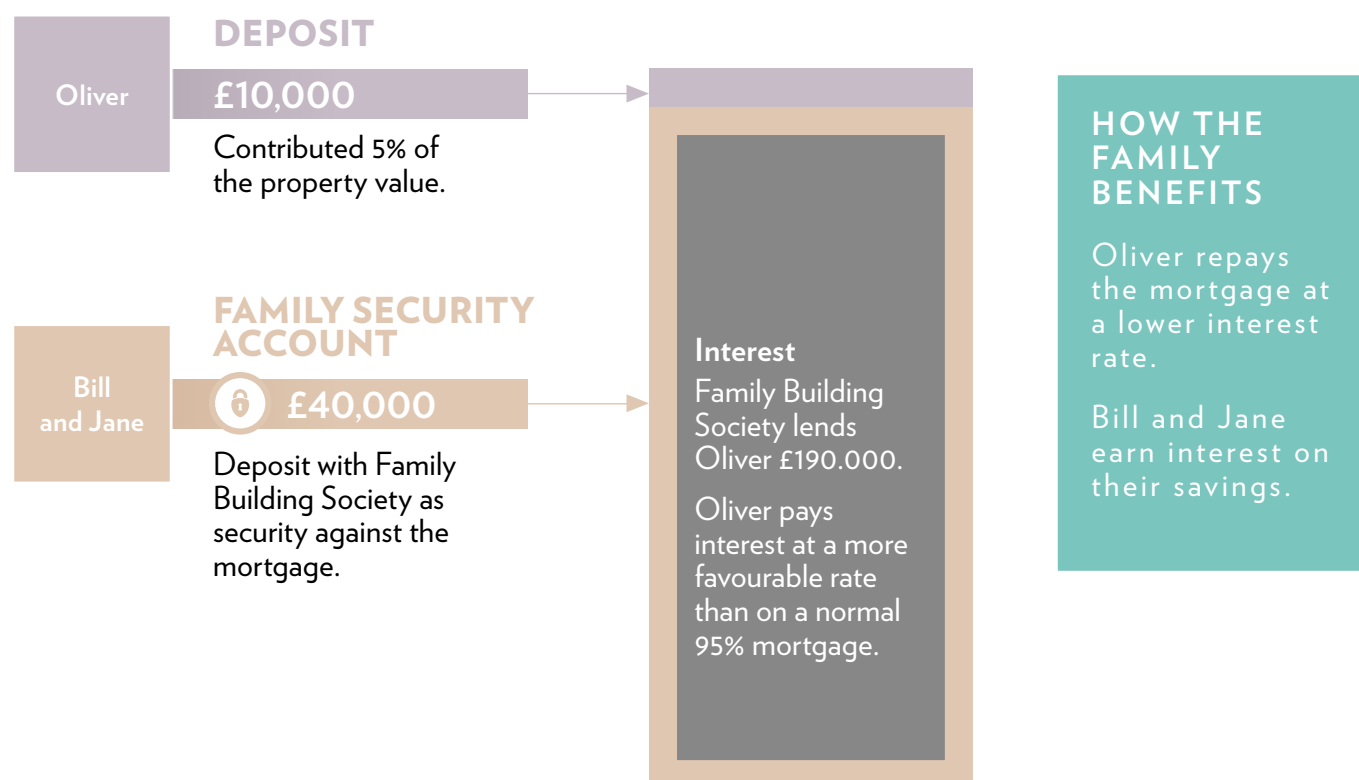 Oliver
DEPOSIT
£10,000
Contributed 5% of
the property value.
Bill
and Jane
FAMILY SECURITY
ACCOUNT
£40,000
Deposit with Family
Building Society as
security against the
mortgage.
Interest
Family Building
Society lends
Oliver £190.000.
Oliver pays
interest at a more
favourable rate
than on a normal
95% mortgage.
HOW THE
FAMILY
BENEFITS
Oliver repays
the mortgage at
a lower interest
rate.
Bill and Jane
earn interest on
their savings.